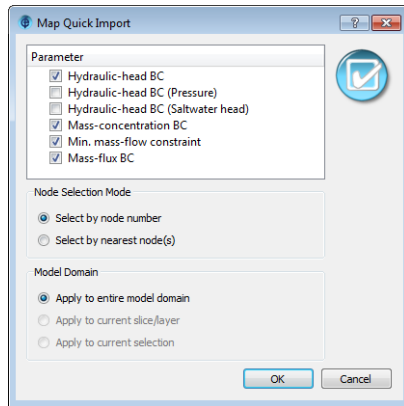 Map Quick Import
Parameter
Hydraulic-head BC
Hydraulic-head BC (Pressure)
Hydraulic-head BC (Saltwater head)
Mass-concentration BC
Min. mass-flow constraint
Mass-flux BC
Node Selection Mode
Select by node number
Select by nearest node(s)
Model Domain
Apply to entire model domain
Apply to current slice/layer
Apply to current selection
OK Cancel